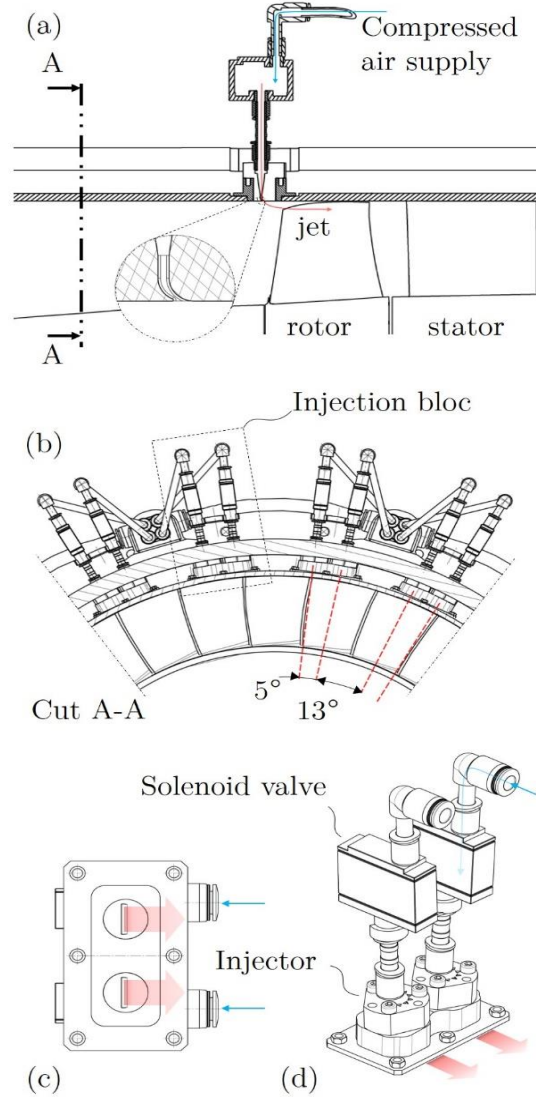 (a)
Compressed
air supply
A
jet
A
rotor
stator
Injection bloc
(b)
5°
13°
Cut A-A
Solenoid valve
Injector
(c)
(d)